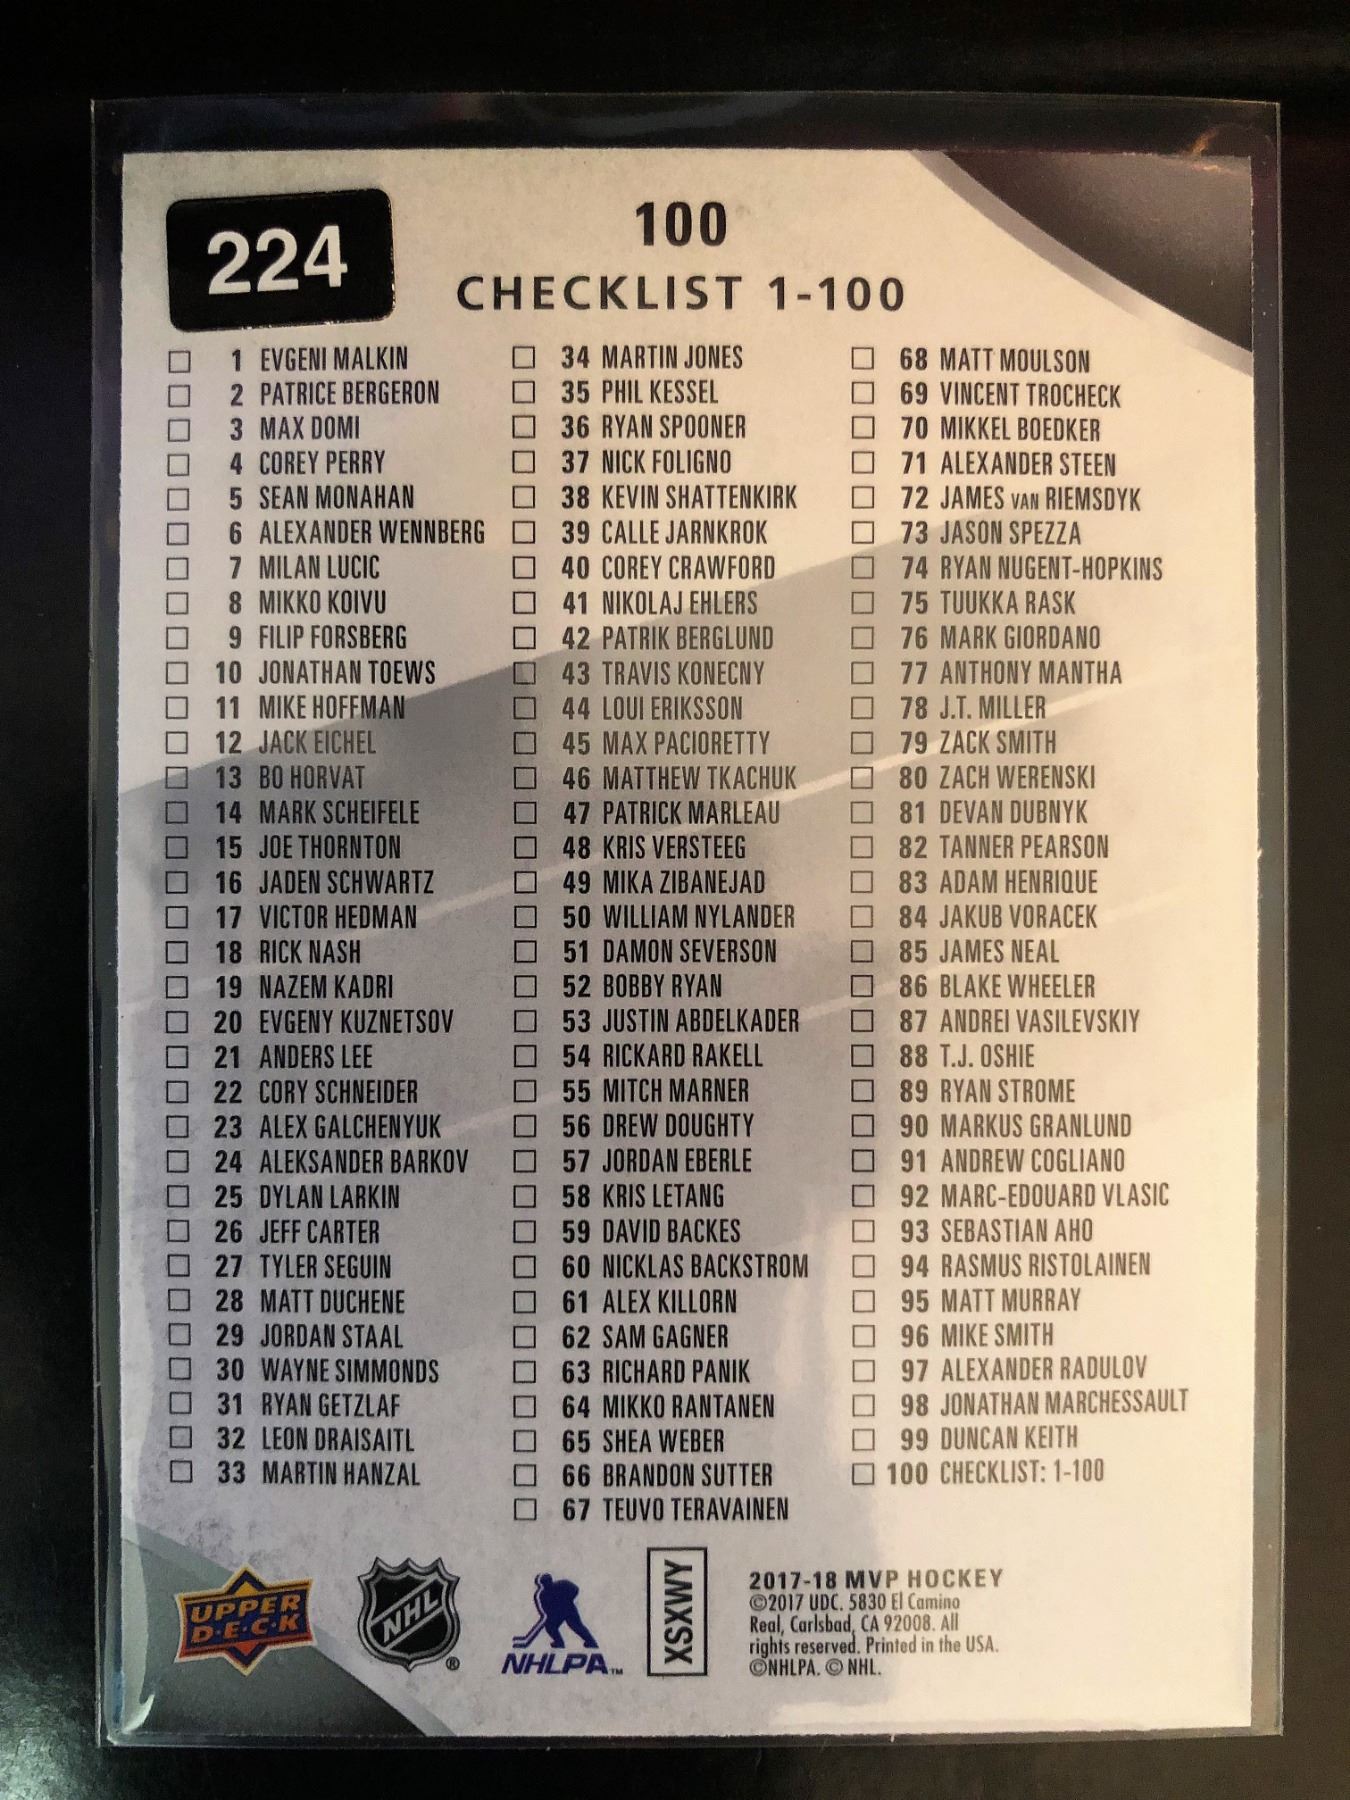 224
100
CHECKLIST 1-100
1 EVGENI MALKIN
2 PATRICE BERGERON
3 MAX DOMI
4 COREY PERRY
5 SEAN MONAHAN
6 ALEXANDER WENNBERG
7 MILAN LUCIC
8 MIKKO KOIVU
9 FILIP FORSBERG
10 JONATHAN TOEWS
11 MIKE HOFFMAN
12 JACK EICHEL
13 BO HORVAT
14 MARK SCHEIFELE
15 JOE THORNTON
16 JADEN SCHWARTZ
17 VICTOR HEDMAN
18 RICK NASH
19 NAZEM KADRI
20 EVGENY KUZNETSOV
21 ANDERS LEE
22 CORY SCHNEIDER
23 ALEX GALCHENYUK
24 ALEKSANDER BARKOV
25 DYLAN LARKIN
26 JEFF CARTER
27 TYLER SEGUIN
28 MATT DUCHENE
29 JORDAN STAAL
30 WAYNE SIMMONDS
31 RYAN GETZLAF
32 LEON DRAISAITL
33 MARTIN HANZAL
34 MARTIN JONES
35 PHIL KESSEL
36 RYAN SPOONER
37 NICK FOLIGNO
38 KEVIN SHATTENKIRK
39 CALLE JARNKROK
40 COREY CRAWFORD
41 NIKOLAJ EHLERS
42 PATRIK BERGLUND
43 TRAVIS KONECNY
44 LOUI ERIKSSON
45 MAX PACIORETTY
46 MATTHEW TKACHUK
47 PATRICK MARLEAU
48 KRIS VERSTEEG
49 MIKA ZIBANEJAD
50 WILLIAM NYLANDER
51 DAMON SEVERSON
52 BOBBY RYAN
53 JUSTIN ABDELKADER
54 RICKARD RAKELL
55 MITCH MARNER
56 DREW DOUGHTY
57 JORDAN EBERLE
58 KRIS LETANG
59 DAVID BACKES
60 NICKLAS BACKSTROM
61 ALEX KILLORN
62 SAM GAGNER
63 RICHARD PANIK
64 MIKKO RANTANEN
65 SHEA WEBER
66 BRANDON SUTTER
67 TEUVO TERAVAINEN
68 MATT MOULSON
69 VINCENT TROCHECK
70 MIKKEL BOEDKER
71 ALEXANDER STEEN
72 JAMES VAN RIEMSDYK
73 JASON SPEZZA
74 RYAN NUGENT-HOPKINS
75 TUUKKA RASK
76 MARK GIORDANO
77 ANTHONY MANTHA
78 J.T. MILLER
79 ZACK SMITH
80 ZACH WERENSKI
81 DEVAN DUBNYK
82 TANNER PEARSON
83 ADAM HENRIQUE
84 JAKUB VORACEK
85 JAMES NEAL
86 BLAKE WHEELER
87 ANDREI VASILEVSKIY
88 T.J. OSHIE
89 RYAN STROME
90 MARKUS GRANLUND
91 ANDREW COGLIANO
92 MARC-EDOUARD VLASIC
93 SEBASTIAN AHO
94 RASMUS RISTOLAINEN
95 MATT MURRAY
96 MIKE SMITH
97 ALEXANDER RADULOV
98 JONATHAN MARCHESSAULT
99 DUNCAN KEITH
100 CHECKLIST: 1-100
UPPER
D·E·C·K
NHL
®
NHLPA™
XSXWY
2017-18 MVP HOCKEY
©2017 UDC. 5830 El Camino
Real, Carlsbad, CA 92008. All
rights reserved. Printed in the USA.
©NHLPA. © NHL.